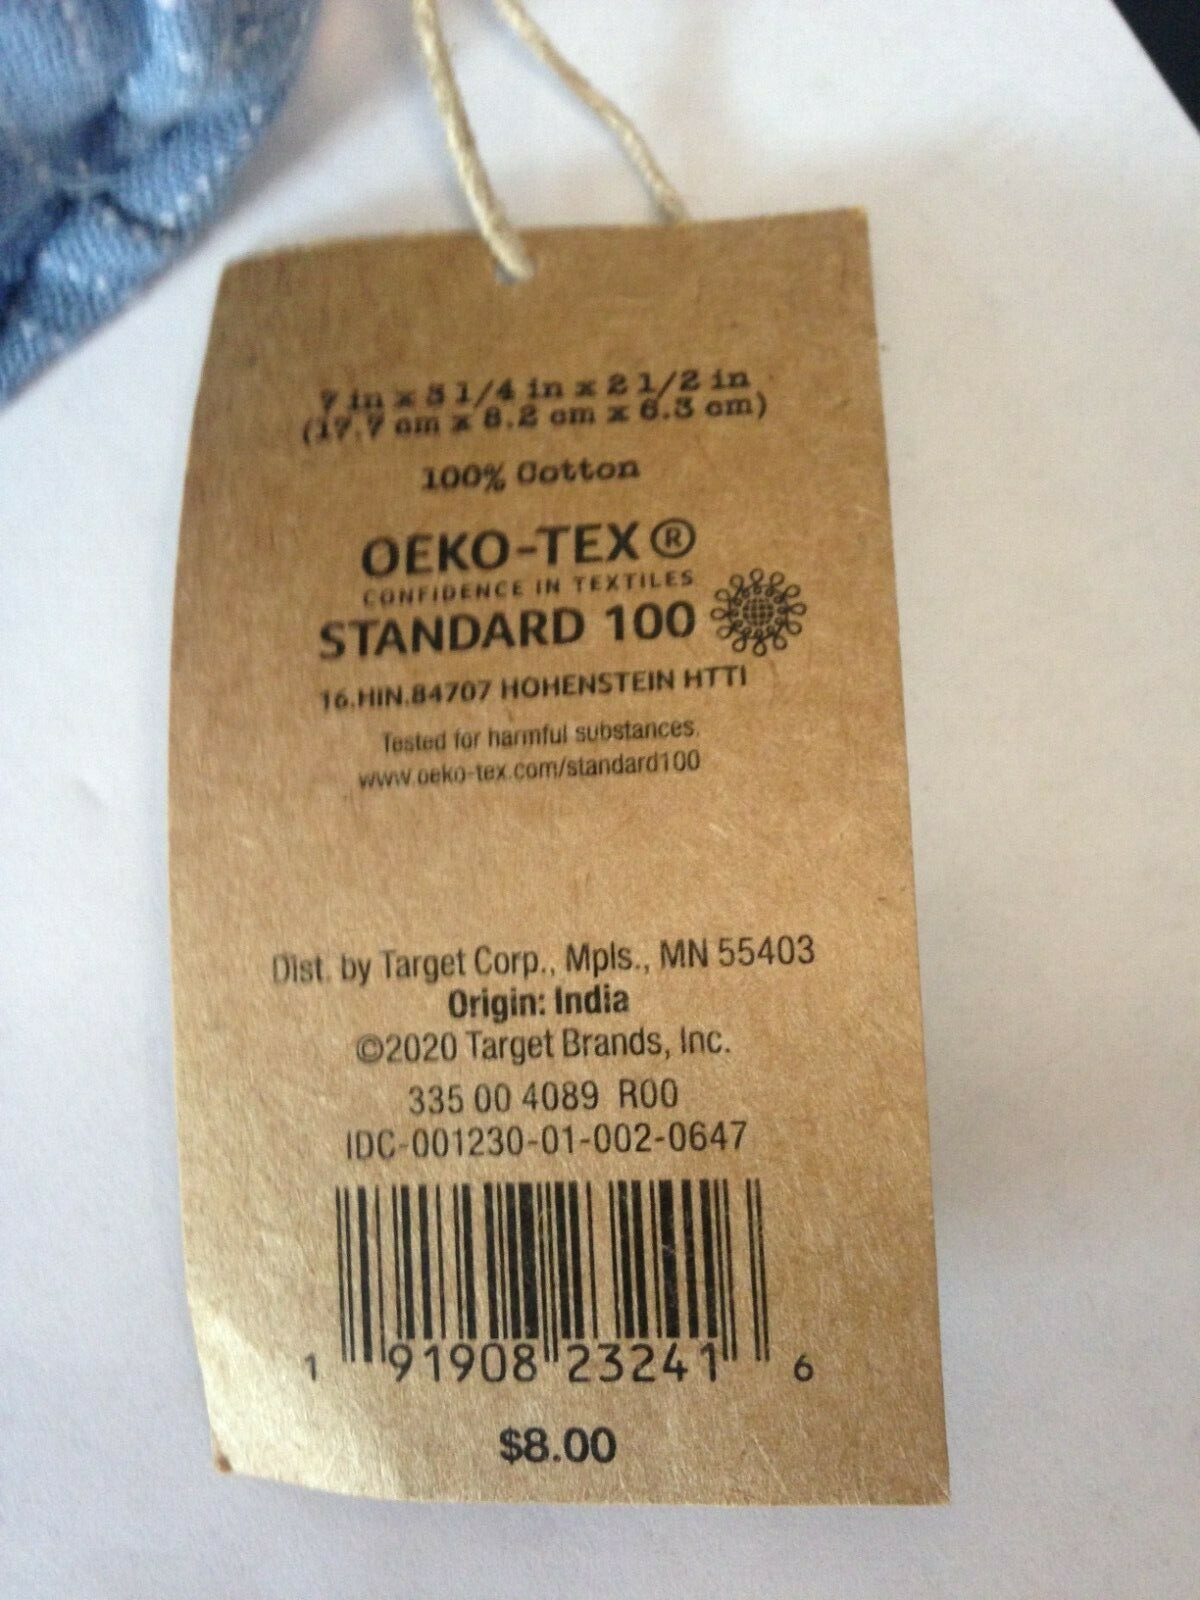 7 in x 3 1/4 in x 2 1/2 in
(17.7 cm x 8.2 cm x 6.3 cm)
100% Cotton
OEKO-TEX®
CONFIDENCE IN TEXTILES
STANDARD 100
16.HIN.84707 HOHENSTEIN HTTI
Tested for harmful substances.
www.oeko-tex.com/standard100
Dist. by Target Corp., Mpls., MN 55403
Origin: India
©2020 Target Brands, Inc.
335 00 4089 R00
IDC-001230-01-002-0647
1 91908 23241 6
$8.00